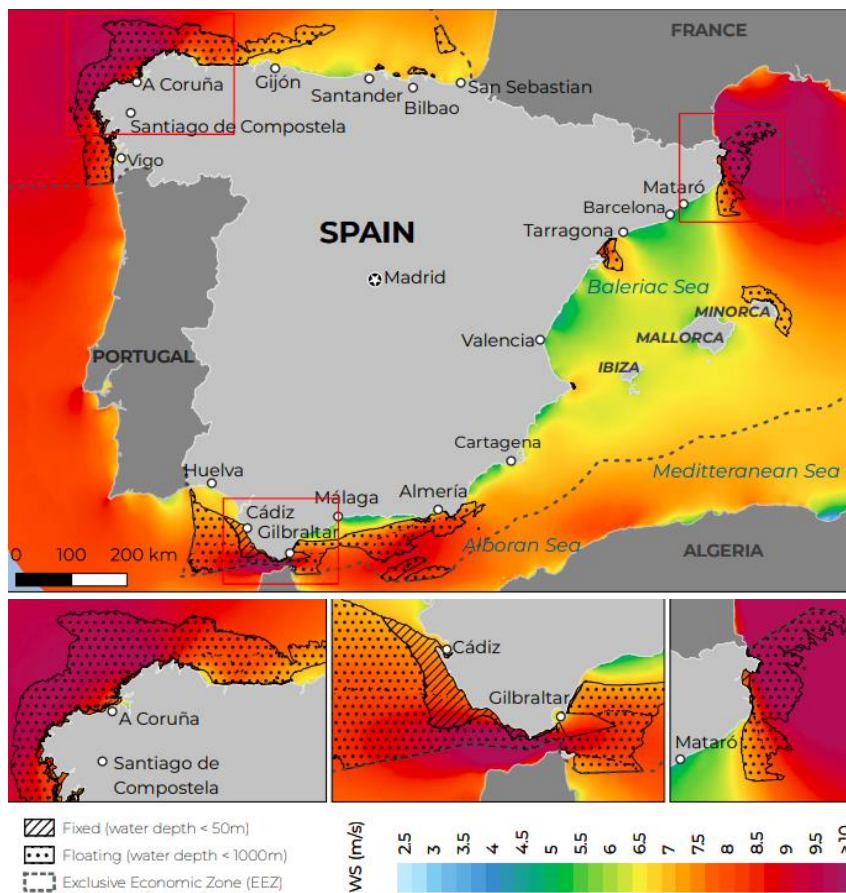 FRANCE
A Coruña
Gijón
Santander
Bilbao
San Sebastian
Santiago de Compostela
Vigo
Mataró
Barcelona
Tarragona
SPAIN
Madrid
Baleriac Sea
MINORCA
MALLORCA
IBIZA
Valencia
PORTUGAL
Cartagena
Meditteranean Sea
Huelva
Cádiz
Málaga
Almería
Gilbraltar
Alboran Sea
ALGERIA
0 100 200 km
A Coruña
Santiago de
Compostela
Cádiz
Gilbraltar
Mataró
Fixed (water depth < 50m)
Floating (water depth < 1000m)
Exclusive Economic Zone (EEZ)
WS (m/s)
2.5 3 3.5 4 4.5 5 5.5 6 6.5 7 7.5 8 8.5 9 9.5 >10